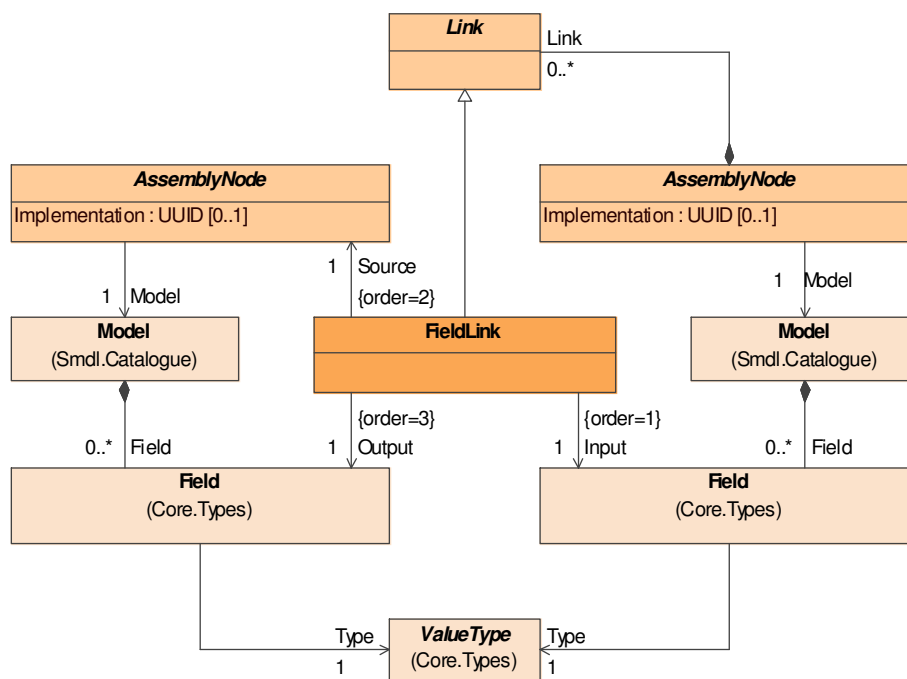 Link
Link
0..*
AssemblyNode
Implementation : UUID [0..1]
AssemblyNode
Implementation : UUID [0..1]
1 Source
{order=2}
1 Model
1 Model
Model
(Smdl.Catalogue)
FieldLink
Model
(Smdl.Catalogue)
{order=3}
1 Output
{order=1}
1 Input
0..* Field
0..* Field
Field
(Core.Types)
Field
(Core.Types)
Type
1
ValueType
(Core.Types)
Type
1